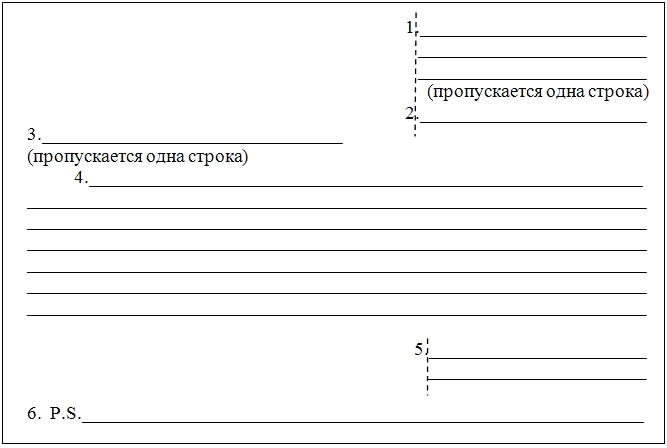 1.
(пропускается одна строка)
2.
3.
(пропускается одна строка)
4.
5.
6. P.S.